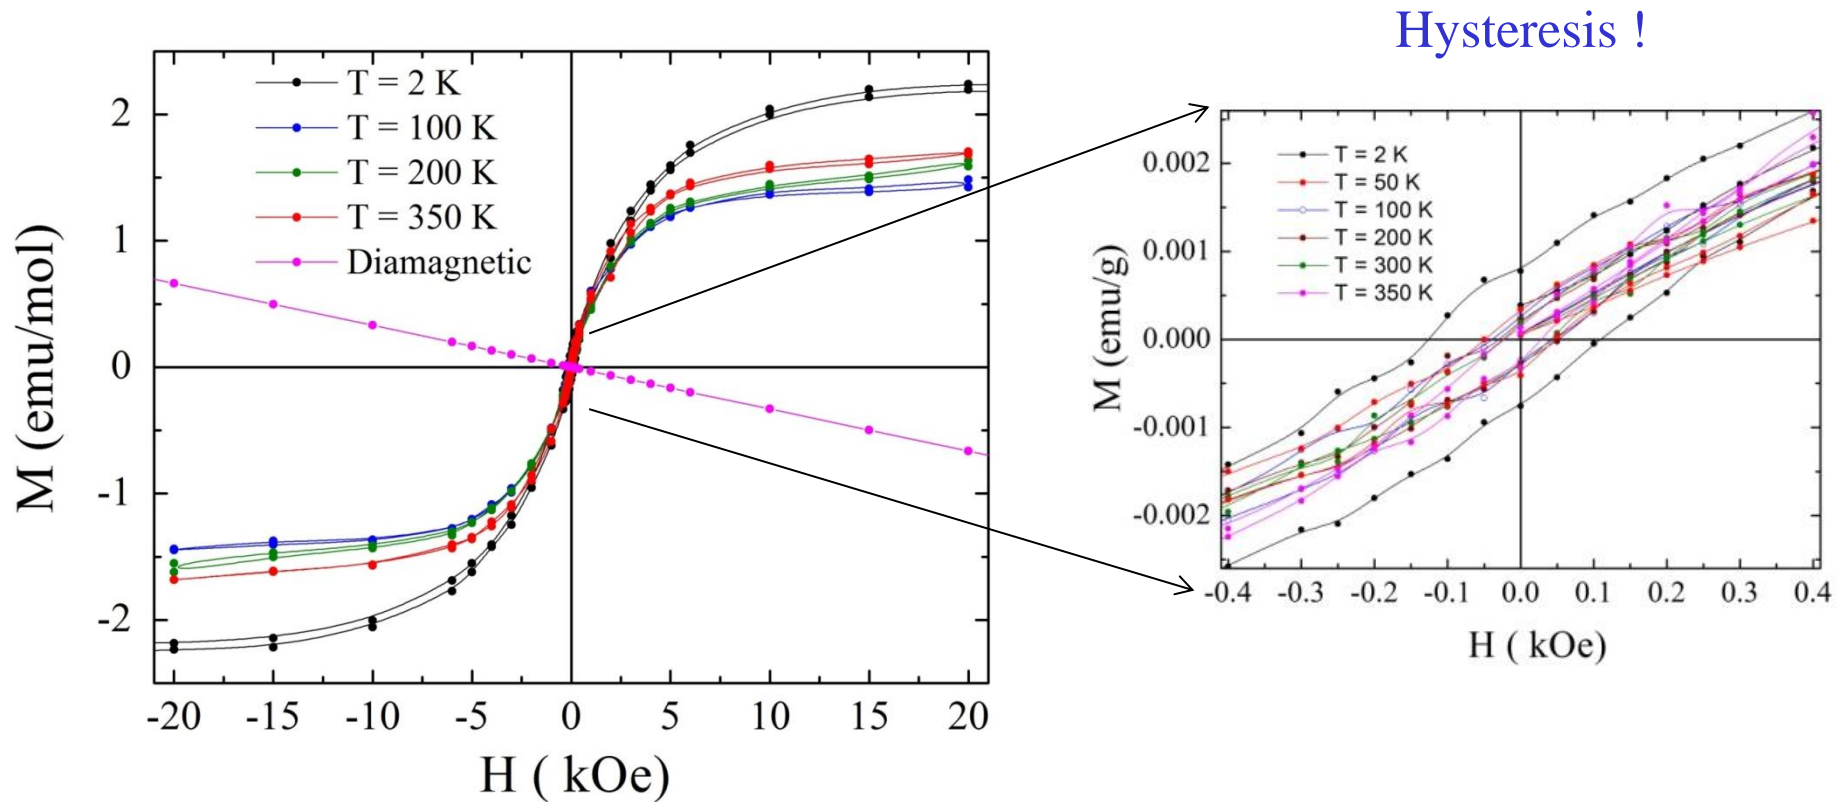 Hysteresis !
T = 2 K
T = 100 K
T = 200 K
T = 350 K
Diamagnetic
2
1
0
-1
-2
M (emu/mol)
-20 -15 -10 -5 0 5 10 15 20
H ( kOe)
T = 2 K
T = 50 K
T = 100 K
T = 200 K
T = 300 K
T = 350 K
0.002
0.001
0.000
-0.001
-0.002
M (emu/g)
-0.4 -0.3 -0.2 -0.1 0.0 0.1 0.2 0.3 0.4
H ( kOe)